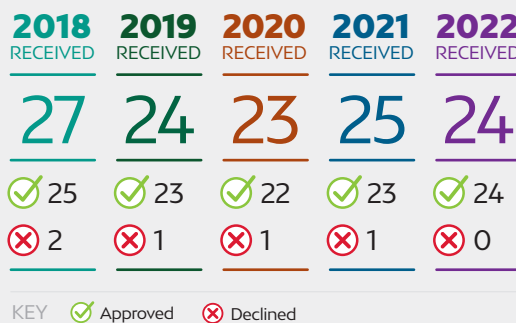 2018 2019 2020 2021 2022
RECEIVED RECEIVED RECEIVED RECEIVED RECEIVED
27 24 23 25 24
25 23 22 23 24
2 1 1 1 0
KEY Approved Declined